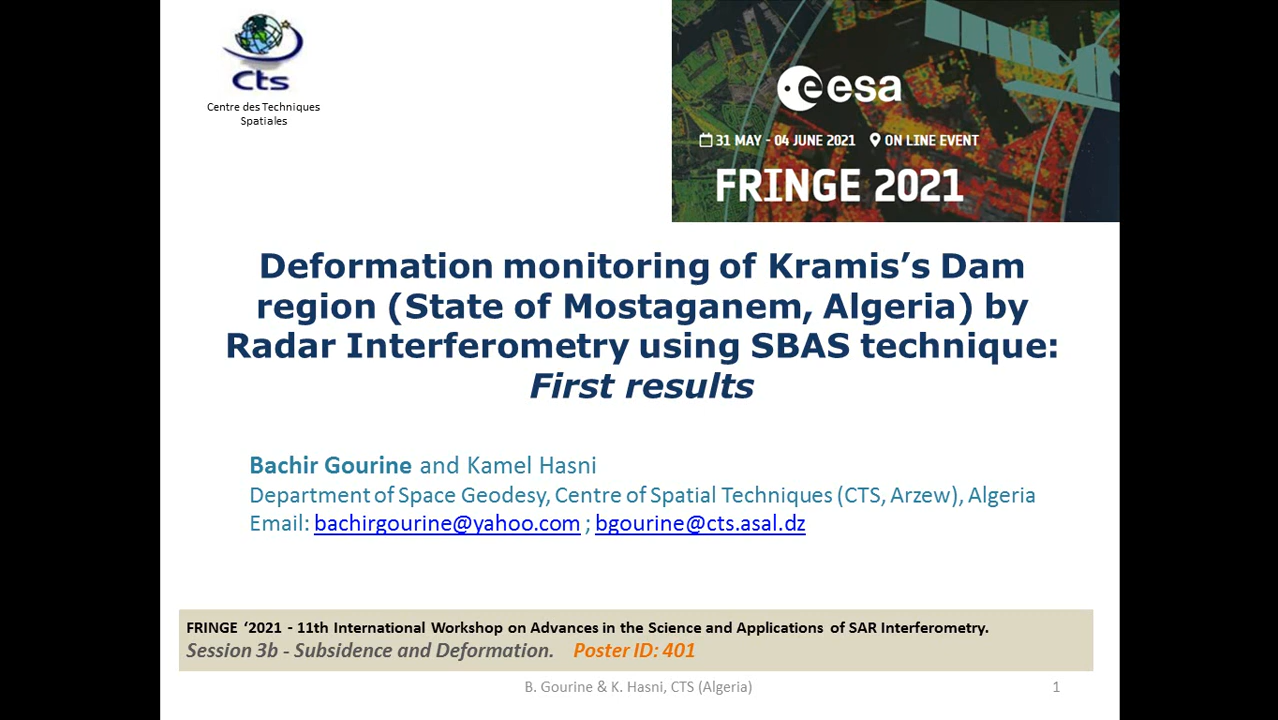 Cts
Centre des Techniques
Spatiales
esa
31 MAY - 04 JUNE 2021 ON LINE EVENT
FRINGE 2021
Deformation monitoring of Kramis’s Dam
region (State of Mostaganem, Algeria) by
Radar Interferometry using SBAS technique:
First results
Bachir Gourine and Kamel Hasni
Department of Space Geodesy, Centre of Spatial Techniques (CTS, Arzew), Algeria
Email: bachirgourine@yahoo.com ; bgourine@cts.asal.dz
FRINGE ‘2021 - 11th International Workshop on Advances in the Science and Applications of SAR Interferometry.
Session 3b - Subsidence and Deformation. Poster ID: 401
B. Gourine & K. Hasni, CTS (Algeria)
1